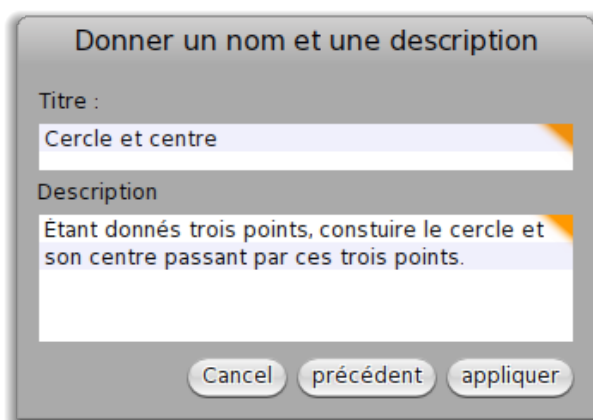 Donner un nom et une description
Titre :
Cercle et centre
Description
Étant donnés trois points, constuire le cercle et
son centre passant par ces trois points.
Cancel précédent appliquer